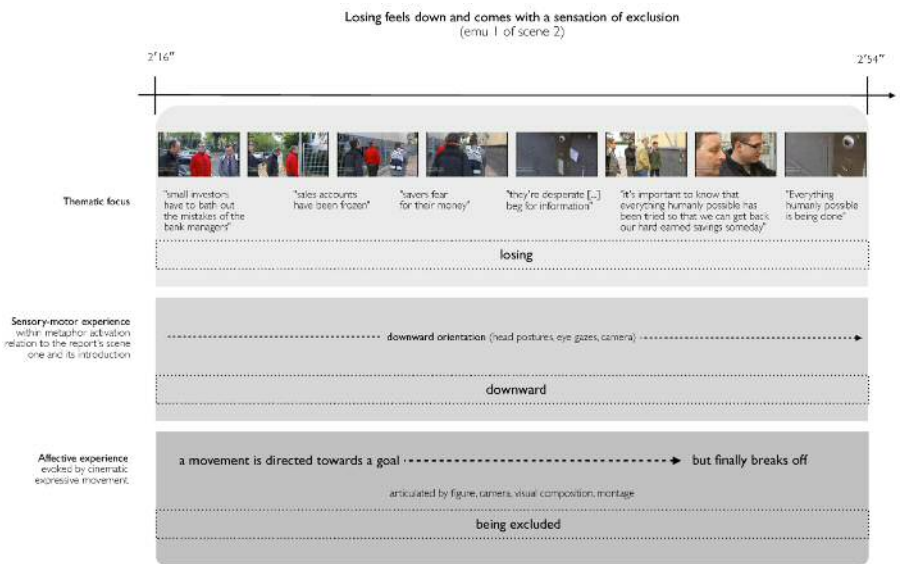 Losing feels down and comes with a sensation of exclusion
(emu 1 of scene 2)
2'16"
2'54"
Thematic focus
"small investors
have to bath out
the mistakes of the
bank managers"
"sales accounts
have been frozen"
"savers fear
for their money"
"they're desperate [...]
beg for information"
"it's important to know that
everything humanly possible has
been tried so that we can get back
our hard earned savings someday"
"Everything
humanly possible
is being done"
losing
Sensory-motor experience
within metaphor activation
relation to the report's scene
one and its introduction
downward orientation (head postures, eye gazes, camera)
downward
Affective experience
evoked by cinematic
expressive movement
a movement is directed towards a goal
but finally breaks off
articulated by figure, camera, visual composition, montage
being excluded